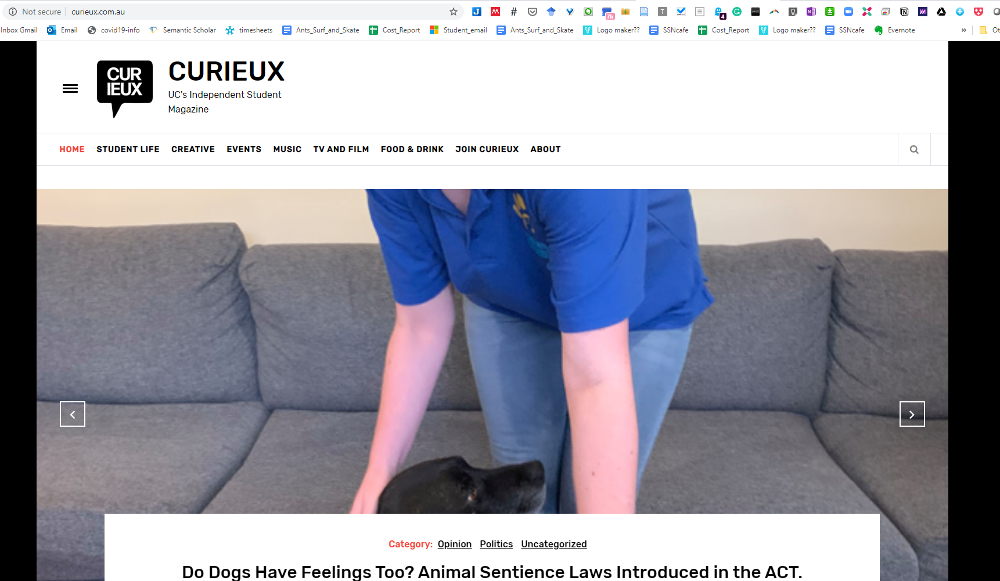 Not secure curieux.com.au
7h
4
Inbox Gmail Email covid19-info Semantic Scholar timesheets Ants_Surf_and_Skate Cost_Report Student_email Ants_Surf_and_Skate Logo maker?? SSNcafe Cost_Report Logo maker?? SSNcafe Evernote » Ot
CUR
IEUX
CURIEUX
UC's Independent Student
Magazine
HOME STUDENT LIFE CREATIVE EVENTS MUSIC TV AND FILM FOOD & DRINK JOIN CURIEUX ABOUT
Category: Opinion Politics Uncategorized
Do Dogs Have Feelings Too? Animal Sentience Laws Introduced in the ACT.